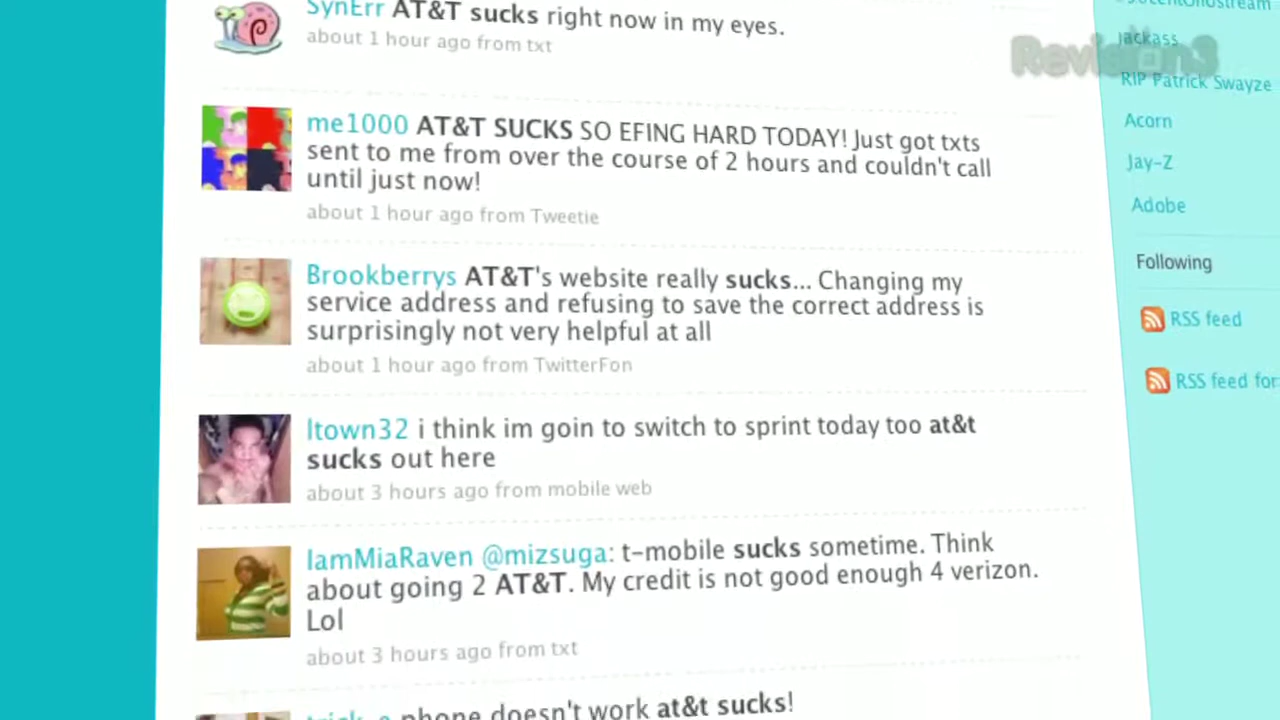 SynErr AT&T sucks right now in my eyes.
about 1 hour ago from txt
me1000 AT&T SUCKS SO EFING HARD TODAY! Just got txts
sent to me from over the course of 2 hours and couldn't call
until just now!
about 1 hour ago from Tweetie
Brookberrys AT&T's website really sucks... Changing my
service address and refusing to save the correct address is
surprisingly not very helpful at all
about 1 hour ago from TwitterFon
ltown32 i think im goin to switch to sprint today too at&t
sucks out here
about 3 hours ago from mobile web
IamMiaRaven @mizsuga: t-mobile sucks sometime. Think
about going 2 AT&T. My credit is not good enough 4 verizon.
Lol
about 3 hours ago from txt
phone doesn't work at&t sucks!
jackass
Revision3
RIP Patrick Swayze
Acorn
Jay-Z
Adobe
Following
RSS feed
RSS feed for